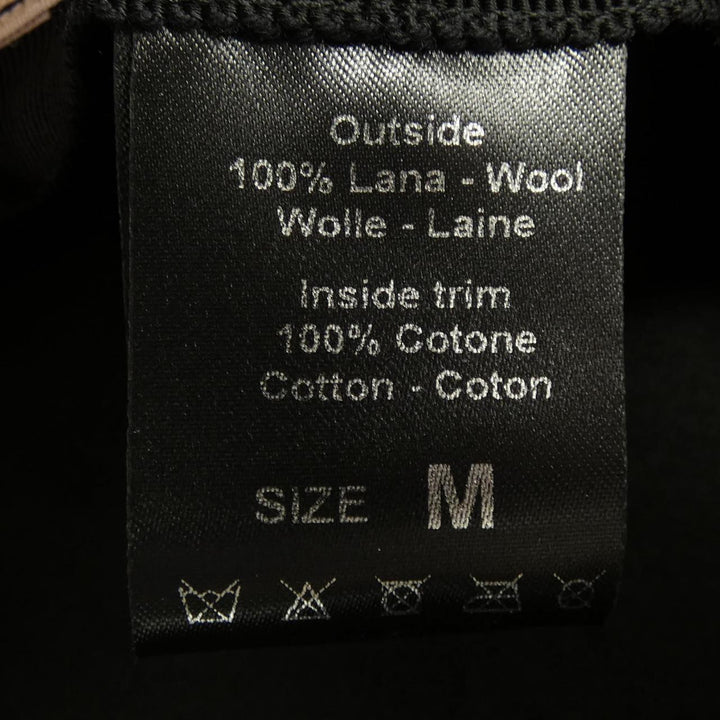 Outside
100% Lana - Wool
Wolle - Laine
Inside trim
100% Cotone
Cotton - Coton
SIZE M